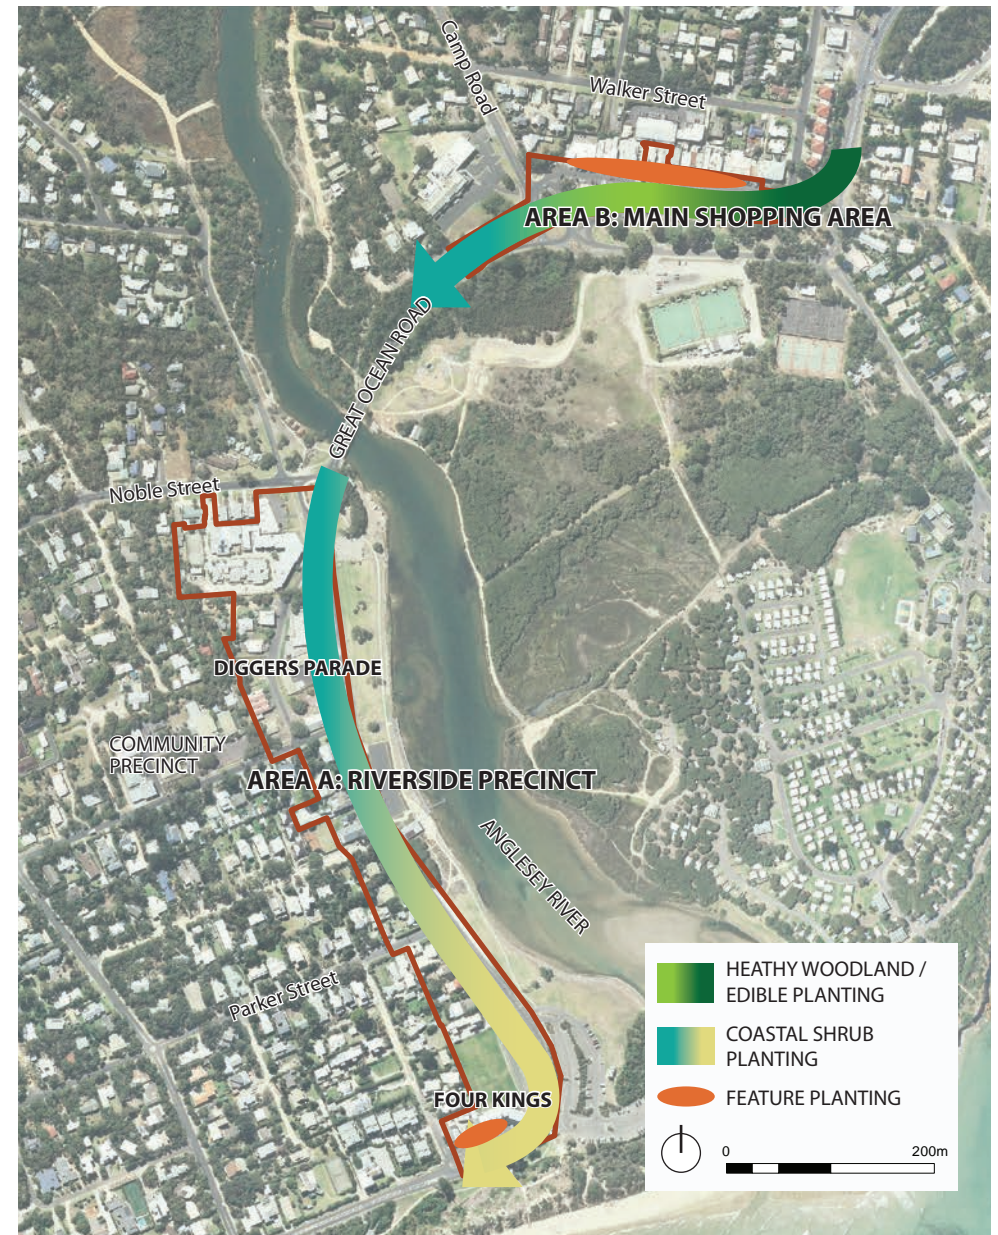 Camp Road
Walker Street
AREA B: MAIN SHOPPING AREA
GREAT OCEAN ROAD
Noble Street
DIGGERS PARADE
COMMUNITY
PRECINCT
AREA A: RIVERSIDE PRECINCT
ANGLESEY RIVER
Parker Street
FOUR KINGS
HEATHY WOODLAND /
EDIBLE PLANTING
COASTAL SHRUB
PLANTING
FEATURE PLANTING
0 200m